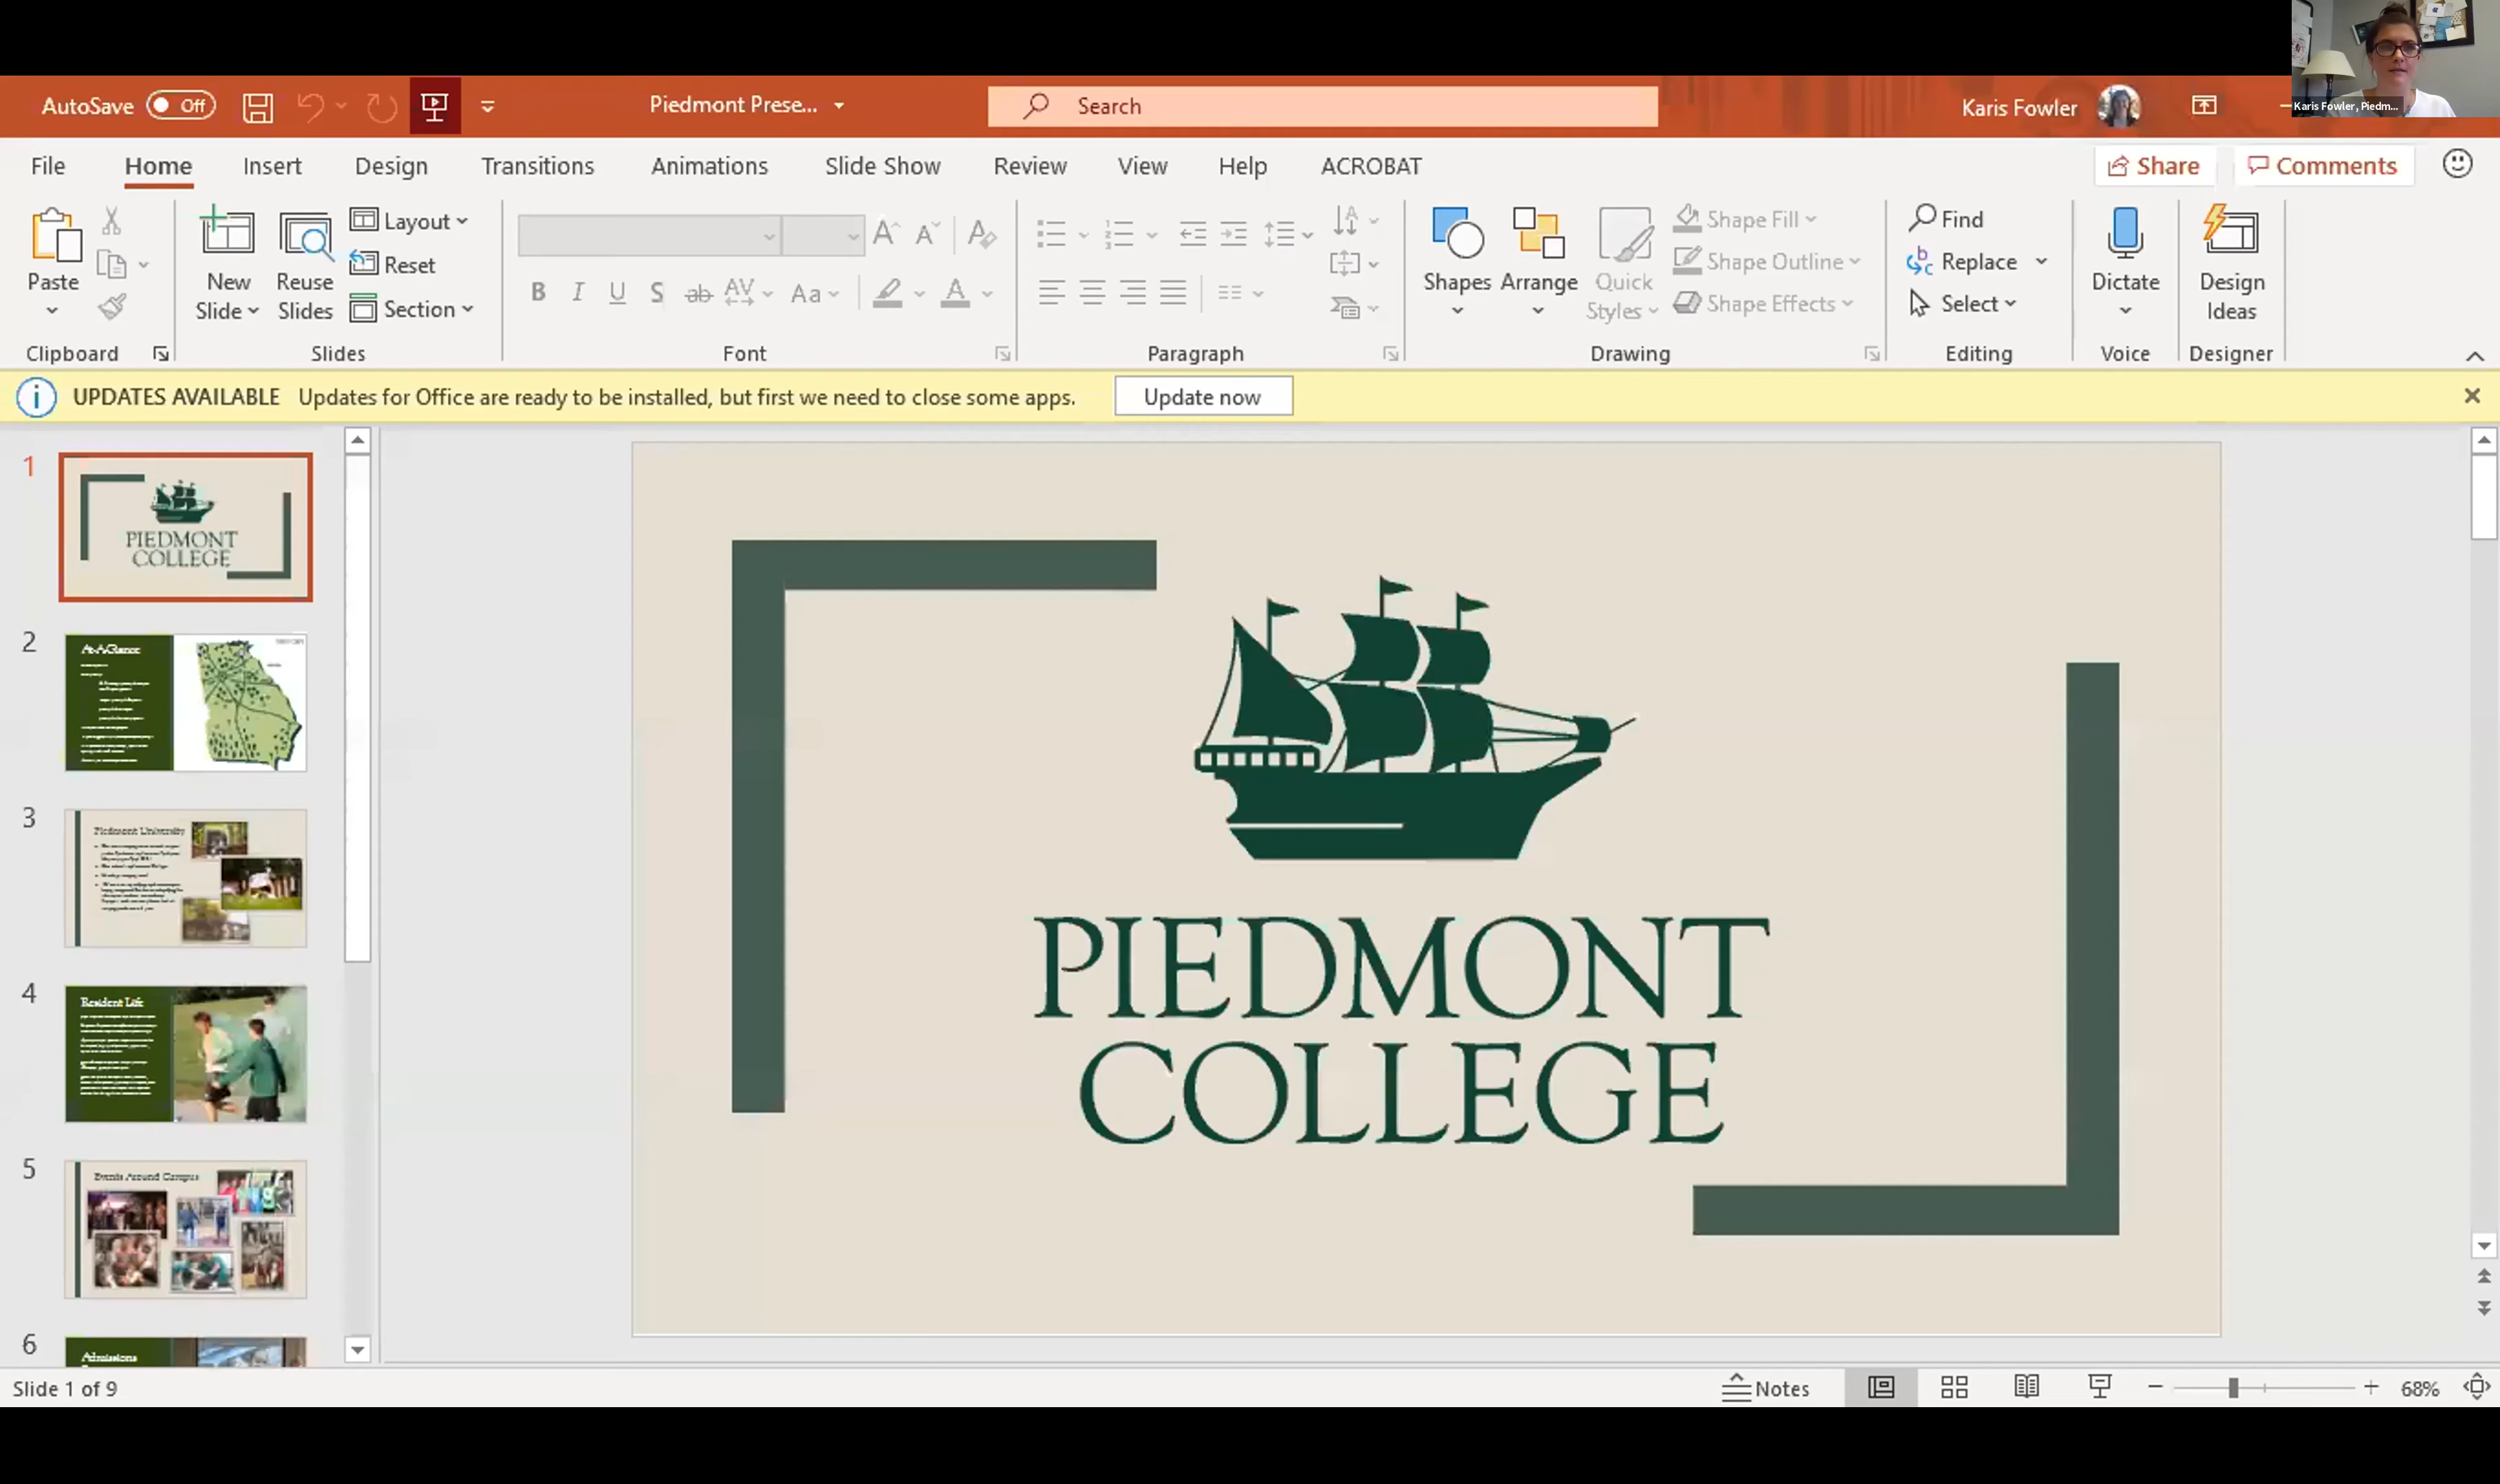 Karis Fowler, Piedm...
AutoSave Off
Piedmont Prese...
Search
Karis Fowler
File Home Insert Design Transitions Animations Slide Show Review View Help ACROBAT
Share Comments
Paste
New Slide
Reuse Slides
Layout
Reset
Section
B I U S ab AV Aa A
Shapes
Arrange
Quick Styles
Shape Fill
Shape Outline
Shape Effects
Find
Replace
Select
Dictate
Design Ideas
Clipboard Slides Font Paragraph Drawing Editing Voice Designer
UPDATES AVAILABLE Updates for Office are ready to be installed, but first we need to close some apps. Update now
1
PIEDMONT
COLLEGE
2
At-A-Glance
3
Piedmont University
4
Resident Life
5
Events Around Campus
6
Admissions
PIEDMONT
COLLEGE
Slide 1 of 9
Notes
68%